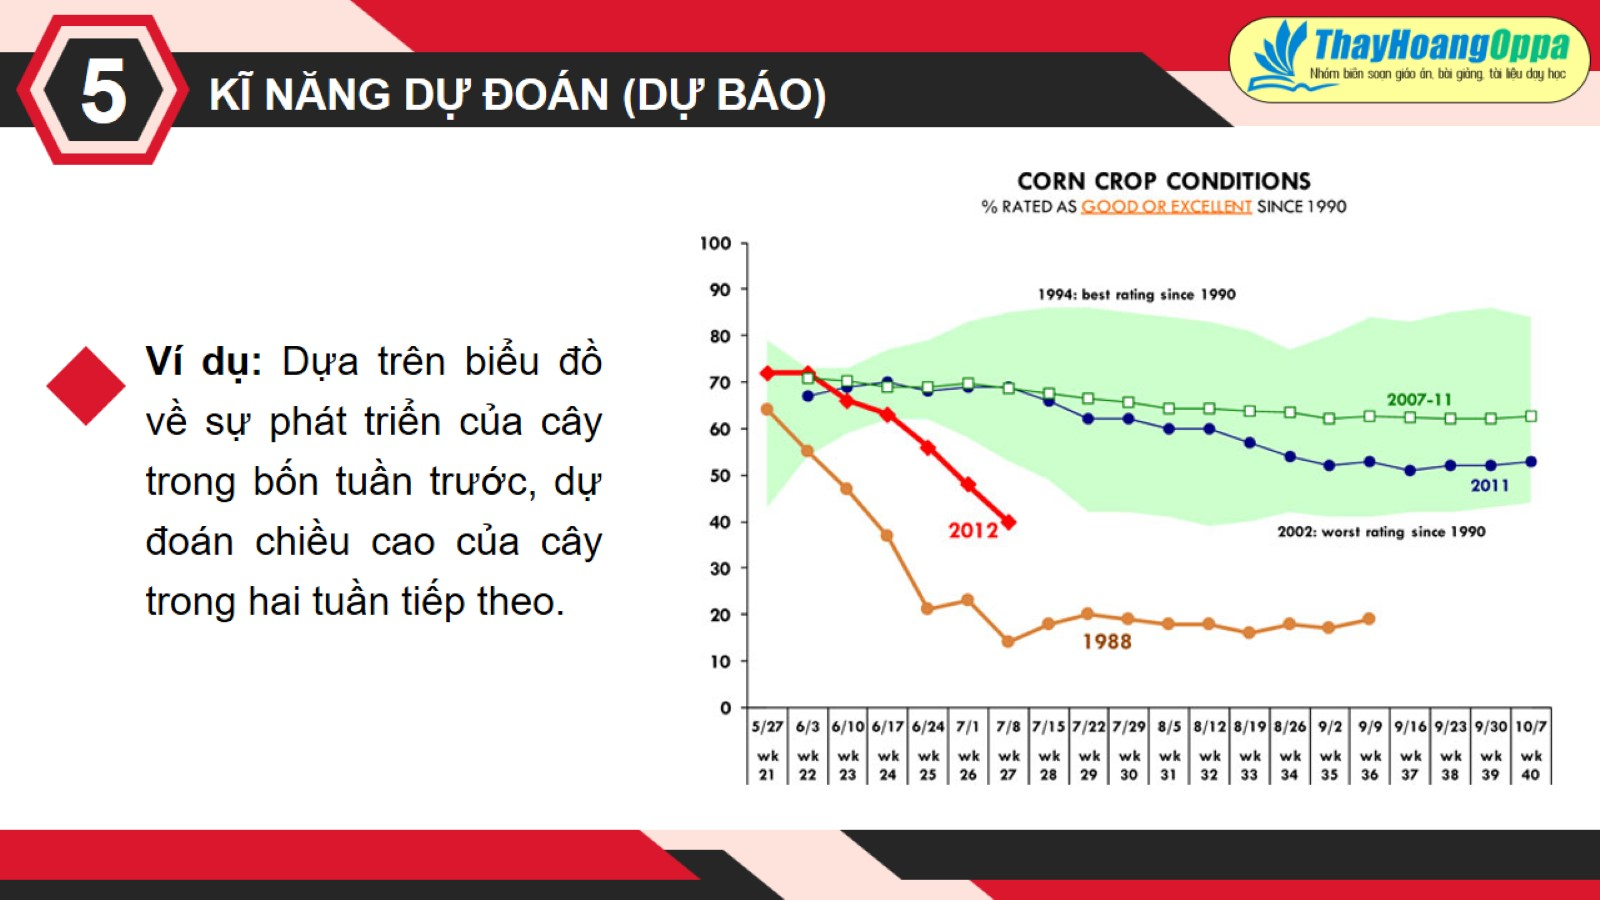 5
KĨ NĂNG DỰ ĐOÁN (DỰ BÁO)
ThayHoangOppa
Nhóm biên soạn giáo án, bài giảng, tài liệu dạy học
Ví dụ: Dựa trên biểu đồ
về sự phát triển của cây
trong bốn tuần trước, dự
đoán chiều cao của cây
trong hai tuần tiếp theo.
CORN CROP CONDITIONS
% RATED AS GOOD OR EXCELLENT SINCE 1990
100
90
80
70
60
50
40
30
20
10
0
1994: best rating since 1990
2007-11
2011
2012
2002: worst rating since 1990
1988
5/27 6/3 6/10 6/17 6/24 7/1 7/8 7/15 7/22 7/29 8/5 8/12 8/19 8/26 9/2 9/9 9/16 9/23 9/30 10/7
wk wk wk wk wk wk wk wk wk wk wk wk wk wk wk wk wk wk wk wk
21 22 23 24 25 26 27 28 29 30 31 32 33 34 35 36 37 38 39 40